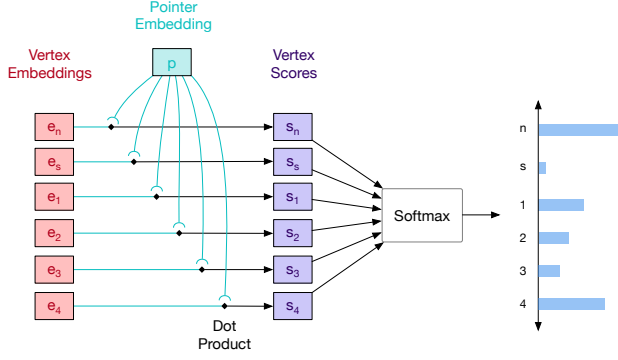 Pointer
Embedding
Vertex
Embeddings
p
Vertex
Scores
eₙ
sₙ
n
eₛ
sₛ
s
e₁
s₁
1
Softmax
e₂
s₂
2
e₃
s₃
3
e₄
s₄
4
Dot
Product